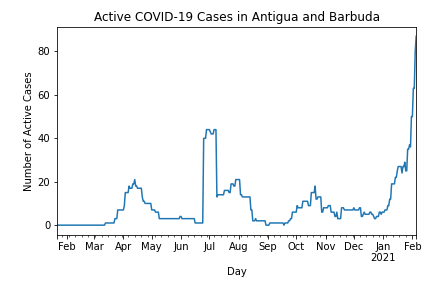 Active COVID-19 Cases in Antigua and Barbuda
Number of Active Cases
80
60
40
20
0
Feb Mar Apr May Jun Jul Aug Sep Oct Nov Dec Jan Feb
2021
Day